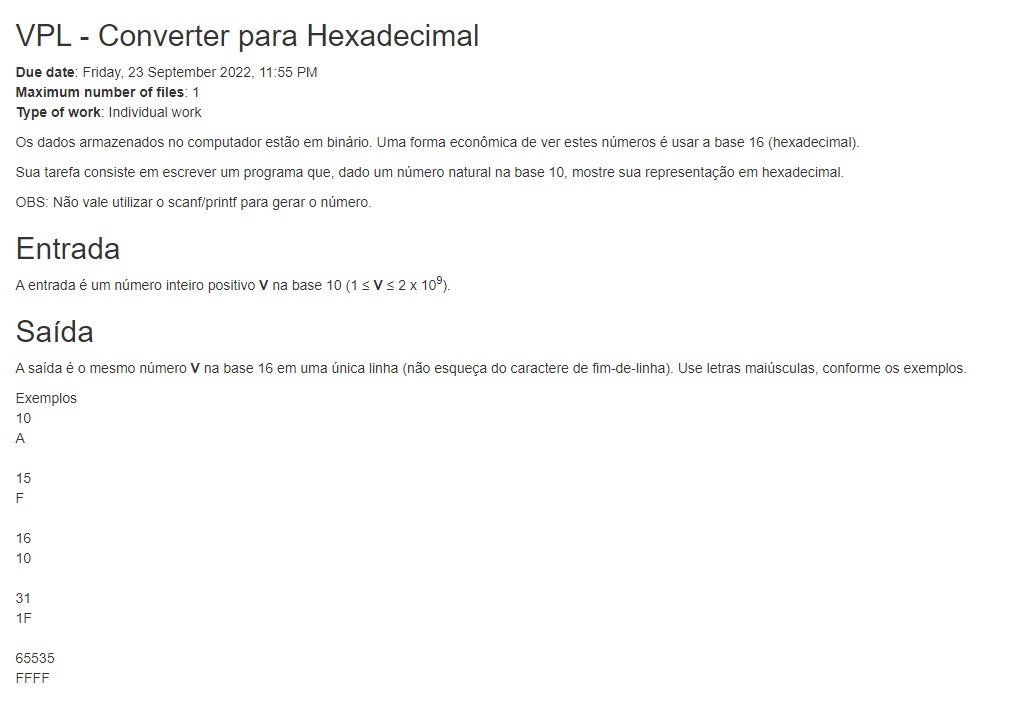 VPL - Converter para Hexadecimal
Due date: Friday, 23 September 2022, 11:55 PM
Maximum number of files: 1
Type of work: Individual work
Os dados armazenados no computador estão em binário. Uma forma econômica de ver estes números é usar a base 16 (hexadecimal).
Sua tarefa consiste em escrever um programa que, dado um número natural na base 10, mostre sua representação em hexadecimal.
OBS: Não vale utilizar o scanf/printf para gerar o número.
Entrada
A entrada é um número inteiro positivo V na base 10 (1 ≤ V ≤ 2 x 10⁹).
Saída
A saída é o mesmo número V na base 16 em uma única linha (não esqueça do caractere de fim-de-linha). Use letras maiúsculas, conforme os exemplos.
Exemplos
10
A
15
F
16
10
31
1F
65535
FFFF